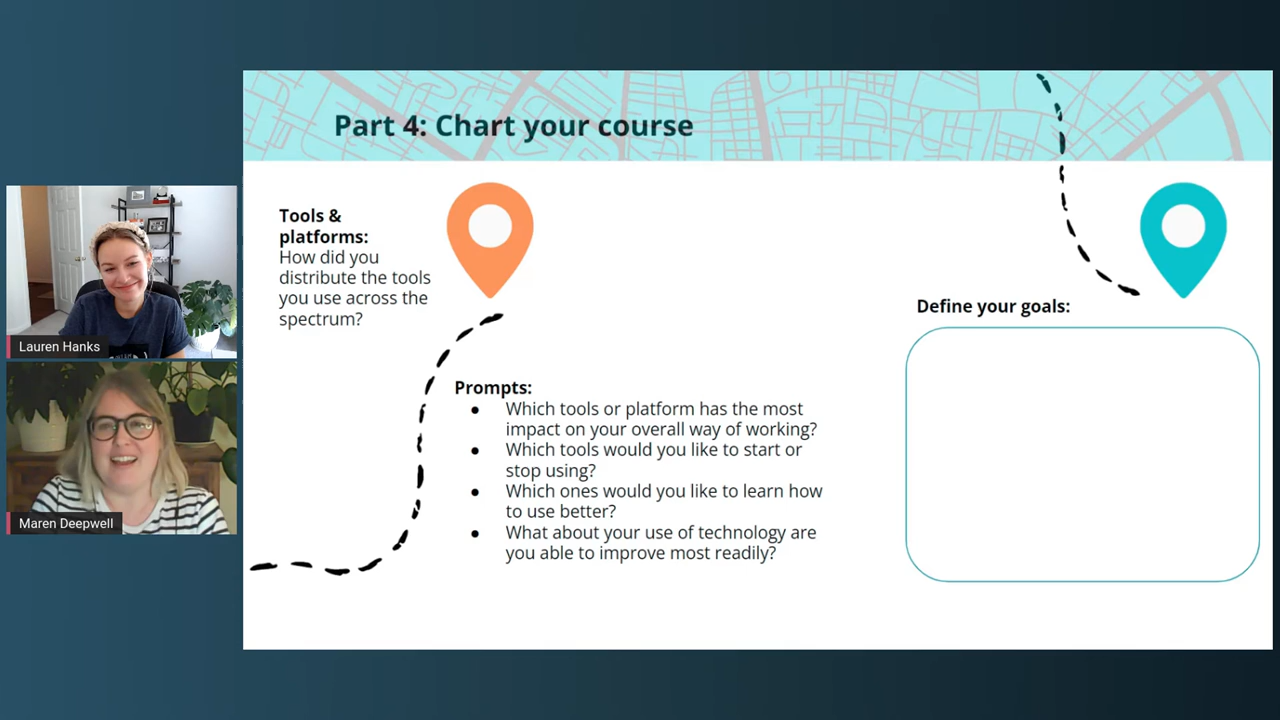 Part 4: Chart your course
Tools &
platforms:
How did you
distribute the tools
you use across the
spectrum?
Define your goals:
Prompts:
● Which tools or platform has the most
impact on your overall way of working?
● Which tools would you like to start or
stop using?
● Which ones would you like to learn how
to use better?
● What about your use of technology are
you able to improve most readily?
Lauren Hanks
Maren Deepwell